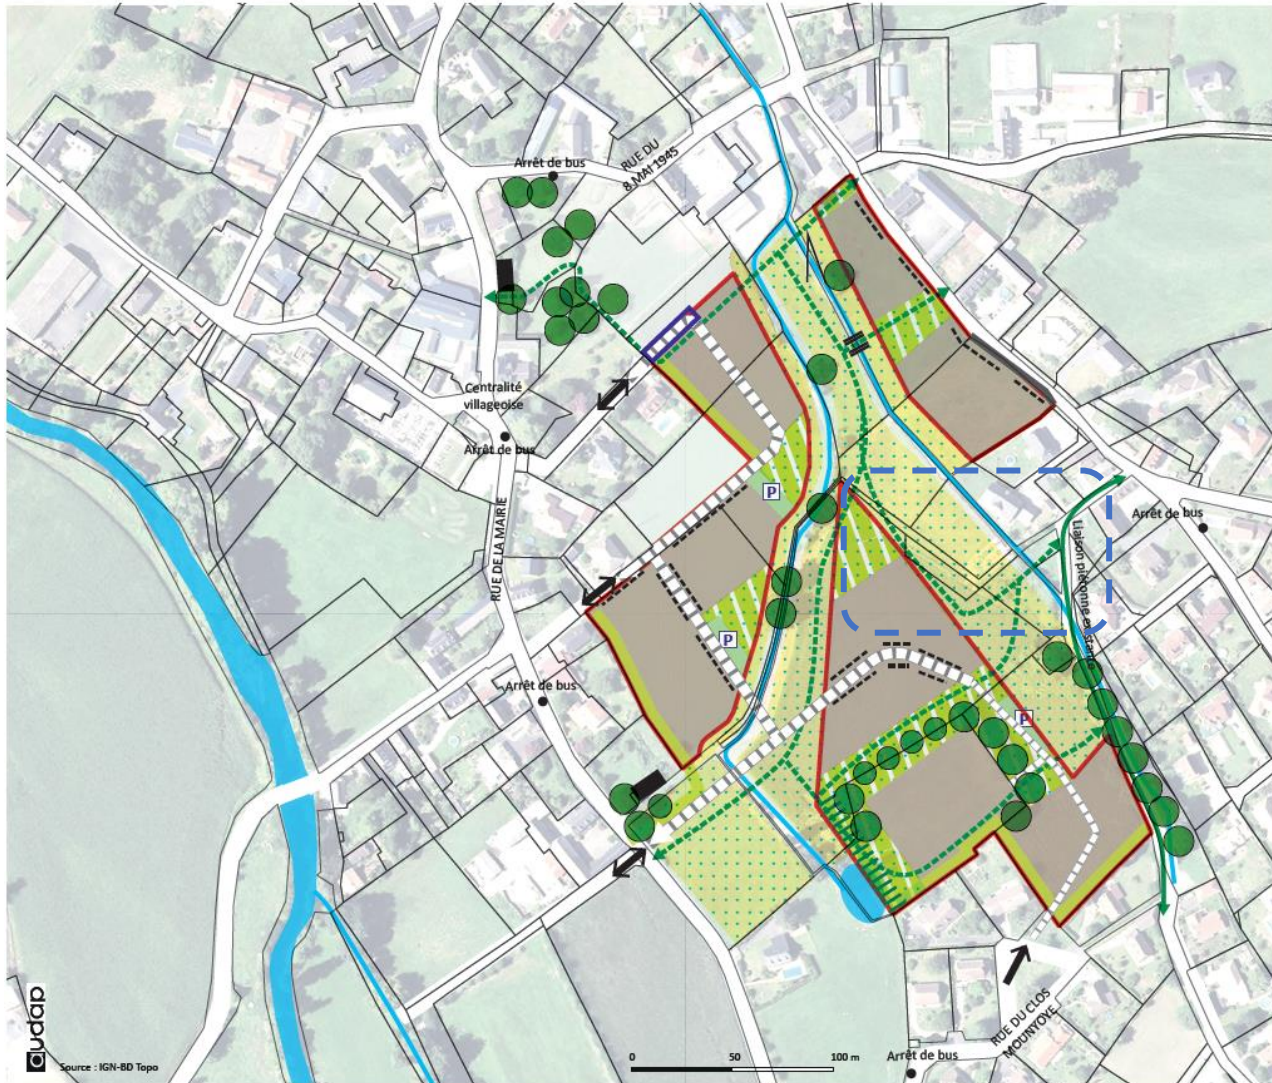 Arrêt de bus
RUE DU
8 MAI 1945
Centralité
villageoise
Arrêt de bus
P
RUE DE LA MAIRIE
Arrêt de bus
Liaison piétonne existante
P
Arrêt de bus
P
RUE DU CLOS
MOUNYOYE
Arrêt de bus
audap
Source : IGN-BD Topo
0 50 100 m